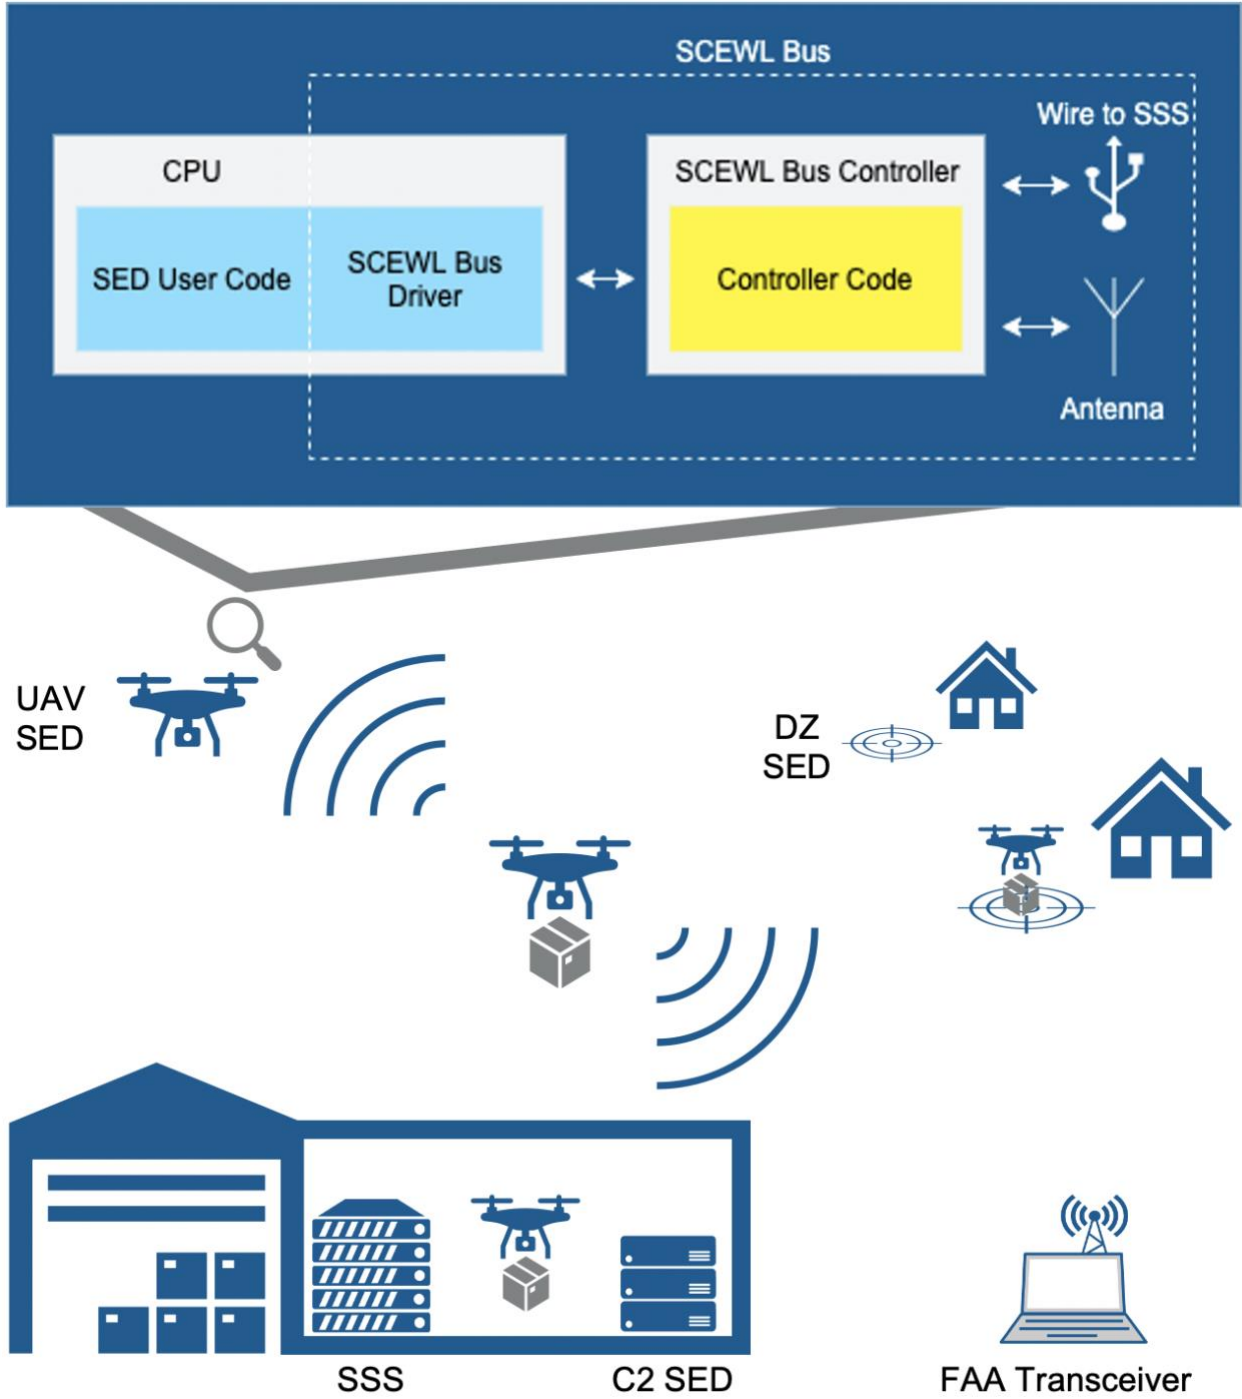 SCEWL Bus
Wire to SSS
CPU
SCEWL Bus Controller
SED User Code
SCEWL Bus
Driver
Controller Code
Antenna
UAV
SED
DZ
SED
SSS
C2 SED
FAA Transceiver